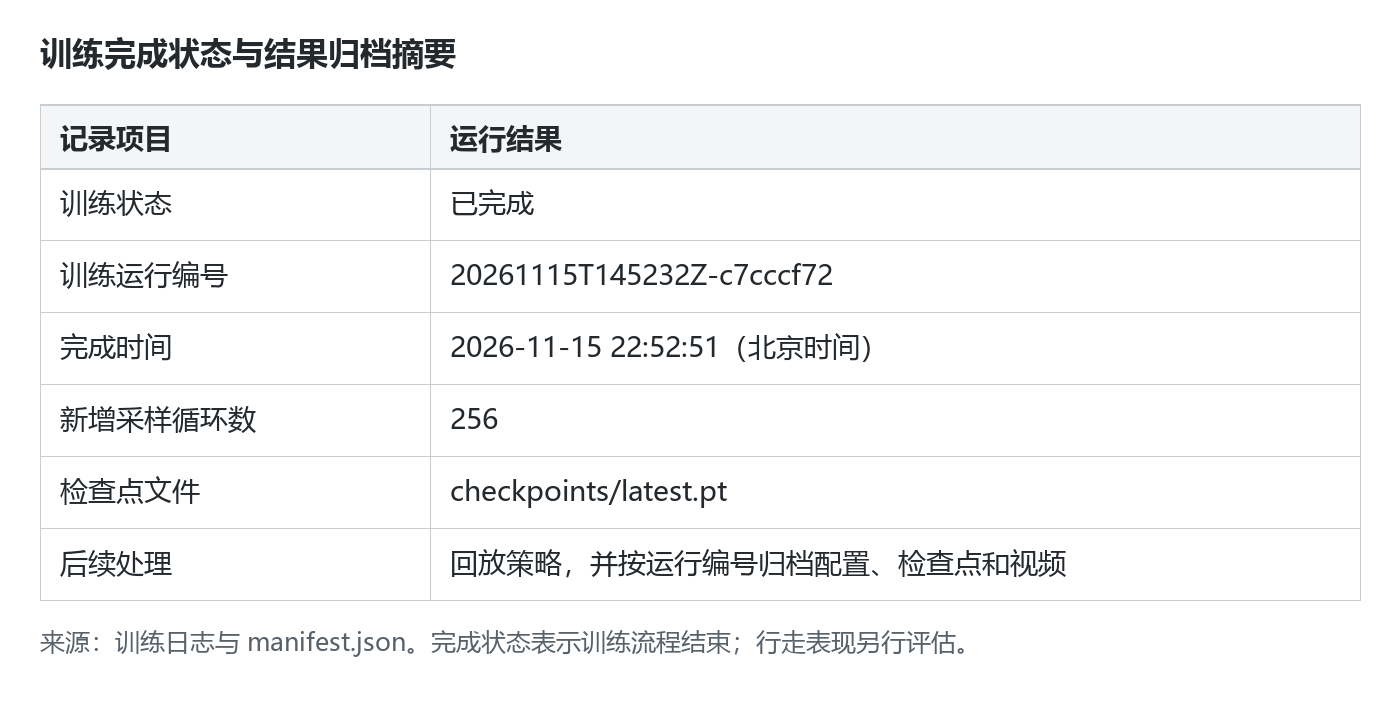 训练完成状态与结果归档摘要
记录项目 运行结果
训练状态 已完成
训练运行编号 20261115T145232Z-c7cccf72
完成时间 2026-11-15 22:52:51（北京时间）
新增采样循环数 256
检查点文件 checkpoints/latest.pt
后续处理 回放策略，并按运行编号归档配置、检查点和视频
来源：训练日志与 manifest.json。完成状态表示训练流程结束；行走表现另行评估。